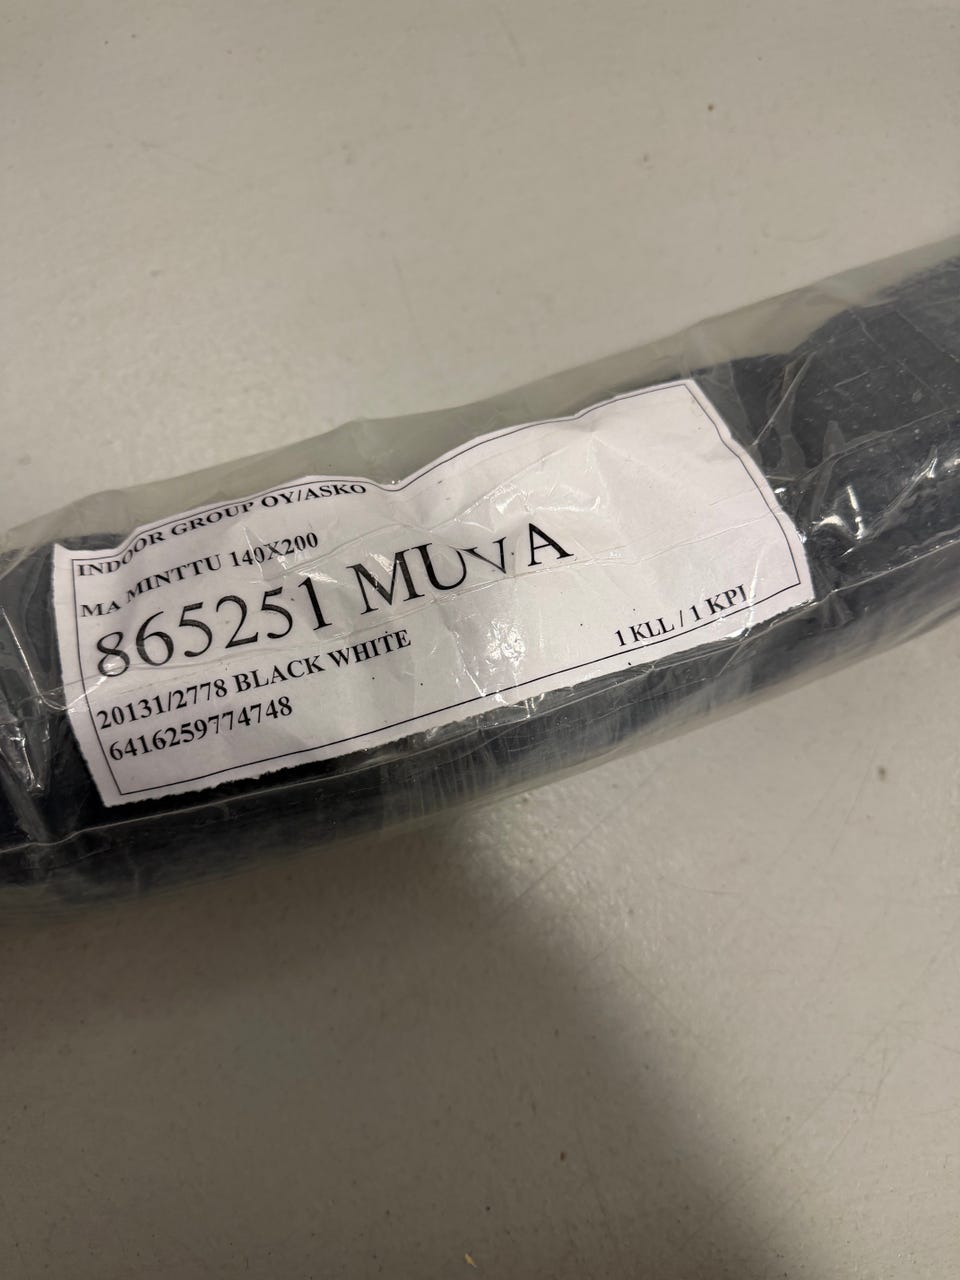 INDOOR GROUP OY/ASKO
MA MINTTU 140X200
865251 MUVA
20131/2778 BLACK WHITE
1 KLL / 1 KPL
6416259774748